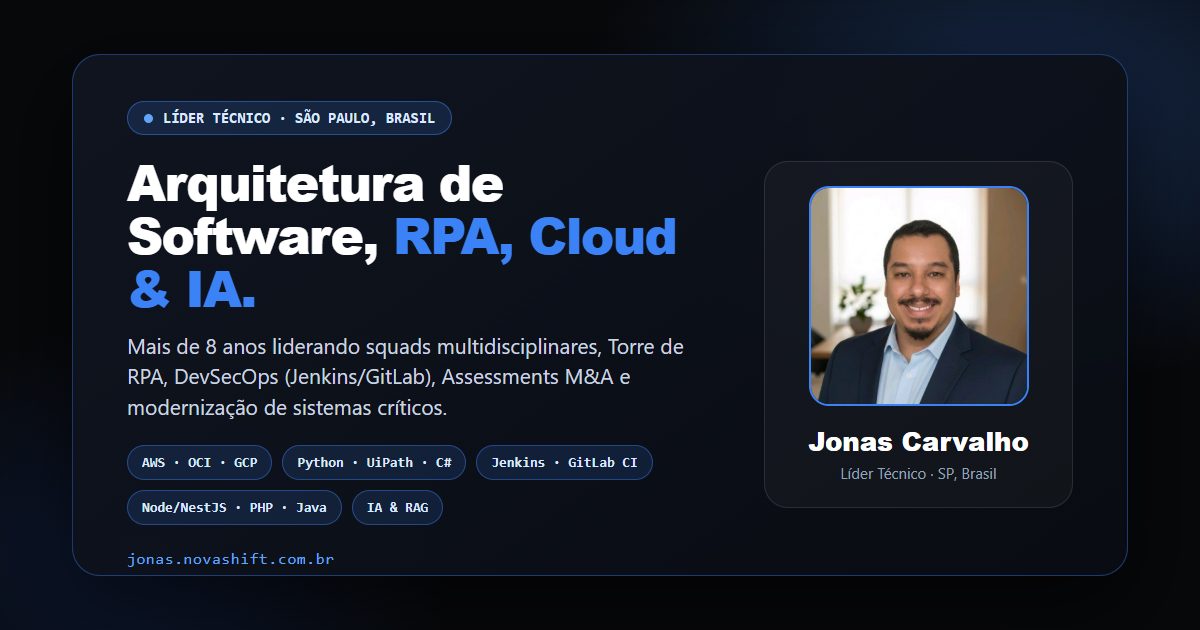 LÍDER TÉCNICO · SÃO PAULO, BRASIL
Arquitetura de
Software, RPA, Cloud
& IA.
Mais de 8 anos liderando squads multidisciplinares, Torre de
RPA, DevSecOps (Jenkins/GitLab), Assessments M&A e
modernização de sistemas críticos.
AWS · OCI · GCP
Python · UiPath · C#
Jenkins · GitLab CI
Node/NestJS · PHP · Java
IA & RAG
jonas.novashift.com.br
Jonas Carvalho
Líder Técnico · SP, Brasil